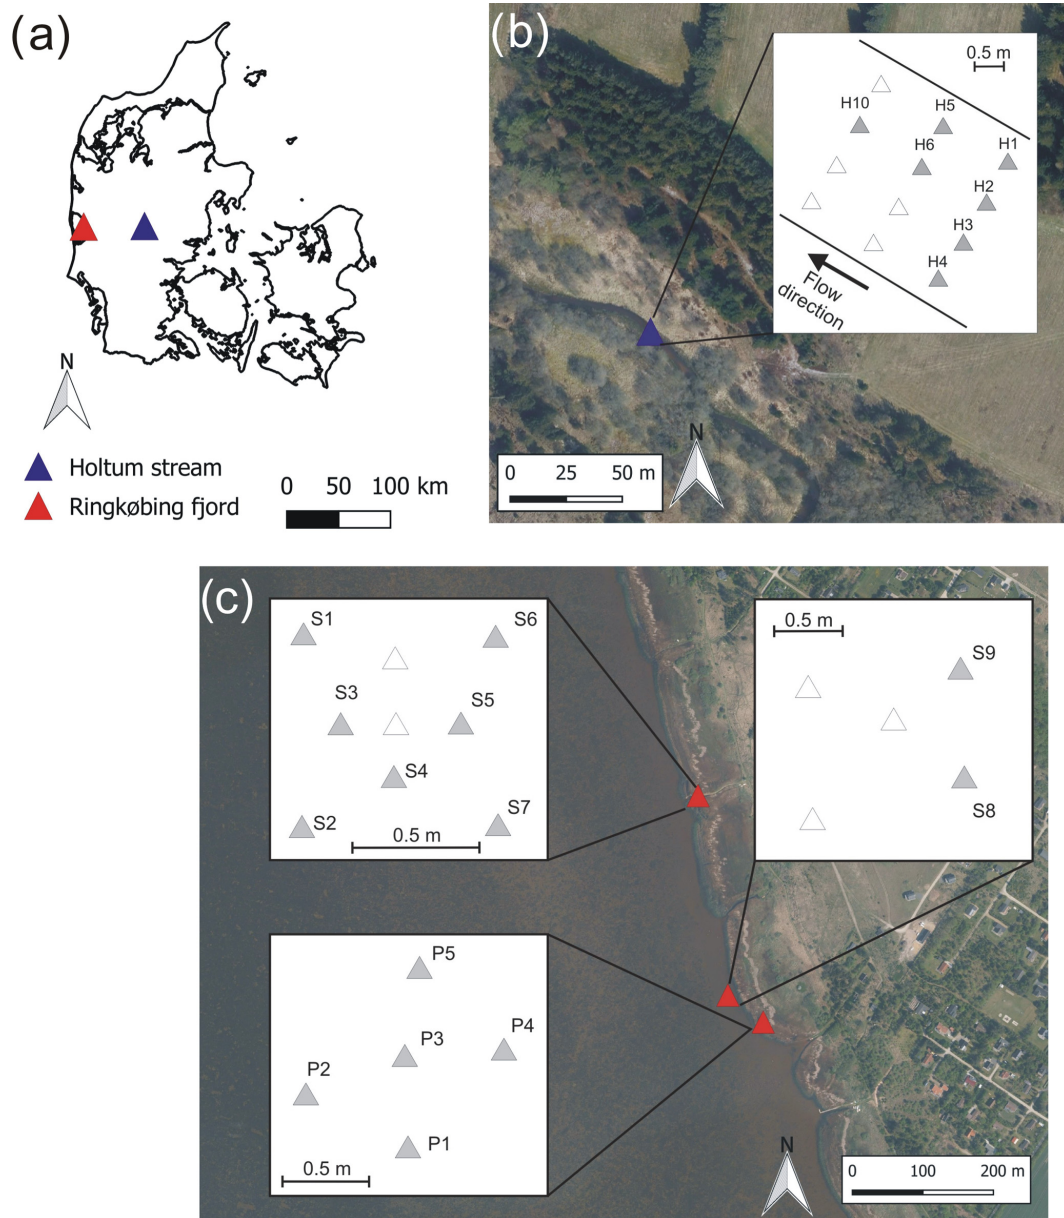 (a)
N
Holtum stream
Ringkøbing fjord
0 50 100 km
(b)
0.5 m
H10
H5
H6
H1
H2
H3
H4
Flow
direction
N
0 25 50 m
(c)
S1
S6
S3
S5
S4
S2
S7
0.5 m
0.5 m
S9
S8
P5
P4
P3
P2
P1
0.5 m
N
0 100 200 m